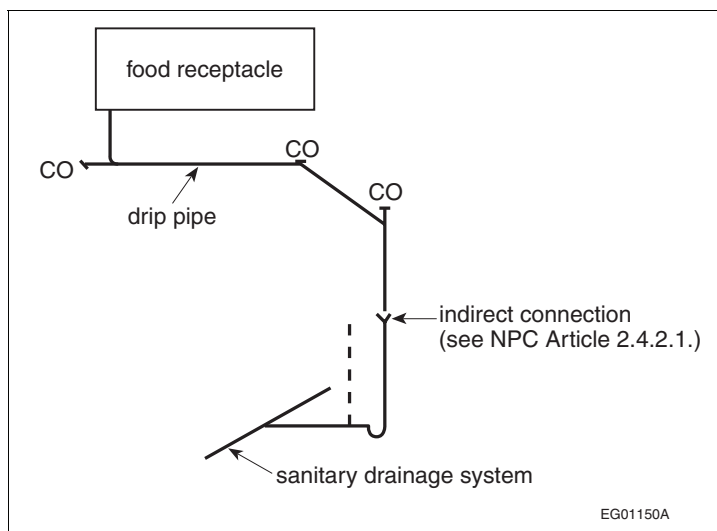 food receptacle
CO
CO
CO
drip pipe
indirect connection
(see NPC Article 2.4.2.1.)
sanitary drainage system
EG01150A